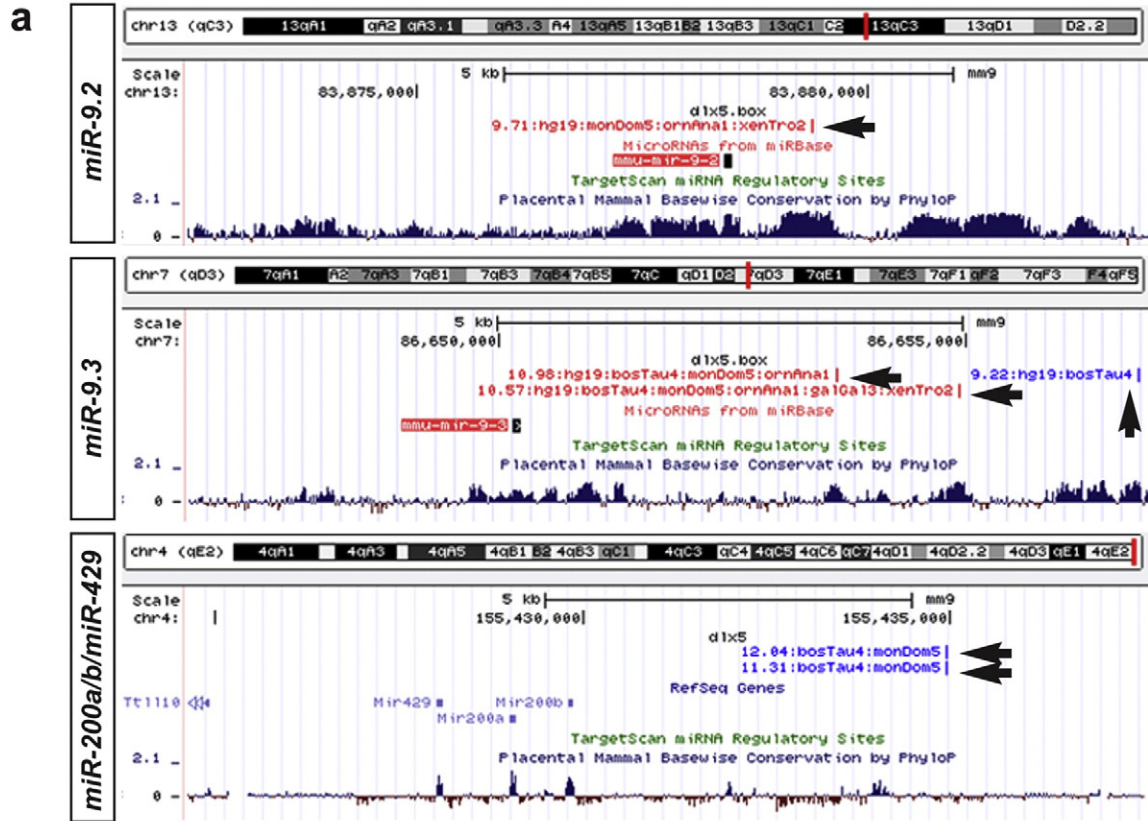 a
miR-9.2
chr13 (qC3) 13qA1 qA2 qA3.1 qA3.3 A4 13qA5 13qB1 B2 13qB3 13qC1 C2 13qC3 13qD1 D2.2
Scale 5 kb mm9
chr13: 83,875,000 83,880,000
dlx5.box
9.71:hg19:monDom5:ornAna1:xenTro2
MicroRNAs from miRBase
mmu-mir-9-2
TargetScan miRNA Regulatory Sites
Placental Mammal Basewise Conservation by PhyloP
2.1 _
0 -
miR-9.3
chr7 (qD3) 7qA1 A2 7qA3 7qB1 7qB3 7qB4 7qB5 7qC qD1 D2 7qD3 7qE1 7qE3 7qF1 qF2 7qF3 F4 qF5
Scale 5 kb mm9
chr7: 86,650,000 86,655,000
dlx5.box
10.98:hg19:bosTau4:monDom5:ornAna1 9.22:hg19:bosTau4
10.57:hg19:bosTau4:monDom5:ornAna1:galGal3:xenTro2
MicroRNAs from miRBase
mmu-mir-9-3
TargetScan miRNA Regulatory Sites
Placental Mammal Basewise Conservation by PhyloP
2.1 _
0 -
miR-200a/b/miR-429
chr4 (qE2) 4qA1 4qA3 4qA5 4qB1 B2 4qB3 qC1 4qC3 qC4 4qC5 4qC6 qC7 4qD1 4qD2.2 4qD3 qE1 4qE2
Scale 5 kb mm9
chr4: 155,430,000 155,435,000
dlx5
12.04:bosTau4:monDom5
11.31:bosTau4:monDom5
RefSeq Genes
Ttll10 Mir429 Mir200b
Mir200a
TargetScan miRNA Regulatory Sites
Placental Mammal Basewise Conservation by PhyloP
2.1 _
0 -